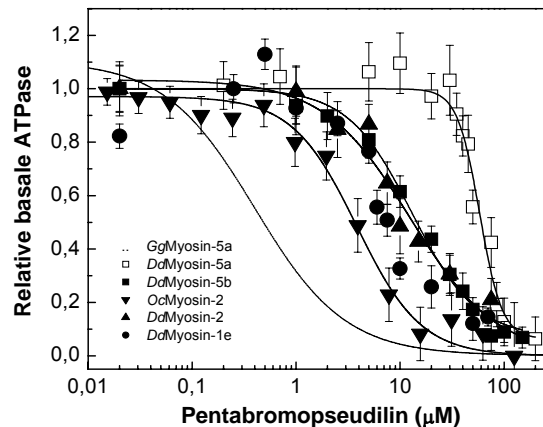 Relative basale ATPase
1,2
1,0
0,8
0,6
0,4
0,2
0,0
GgMyosin-5a
DdMyosin-5a
DdMyosin-5b
OcMyosin-2
DdMyosin-2
DdMyosin-1e
0,01 0,1 1 10 100
Pentabromopseudilin (µM)